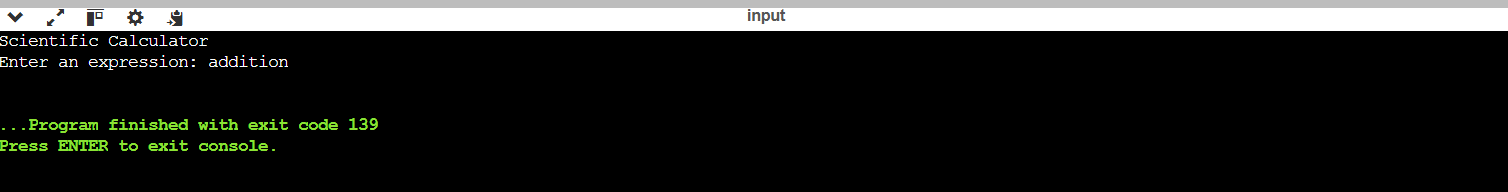 input
Scientific Calculator
Enter an expression: addition
...Program finished with exit code 139
Press ENTER to exit console.